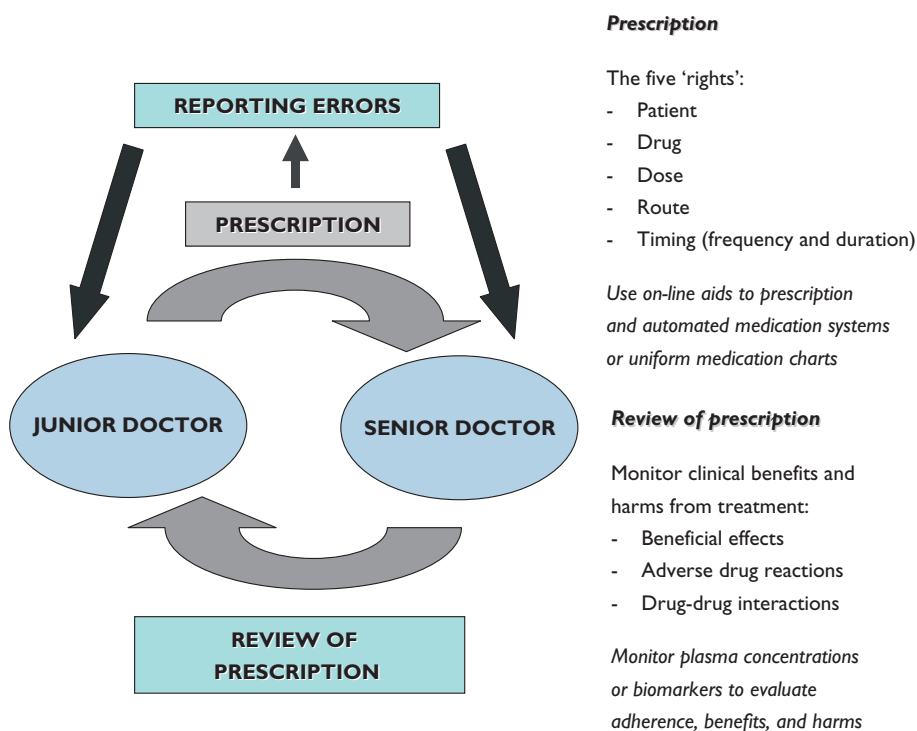 REPORTING ERRORS
PRESCRIPTION
JUNIOR DOCTOR
SENIOR DOCTOR
REVIEW OF
PRESCRIPTION
Prescription
The five ‘rights’:
- Patient
- Drug
- Dose
- Route
- Timing (frequency and duration)
Use on-line aids to prescription
and automated medication systems
or uniform medication charts
Review of prescription
Monitor clinical benefits and
harms from treatment:
- Beneficial effects
- Adverse drug reactions
- Drug-drug interactions
Monitor plasma concentrations
or biomarkers to evaluate
adherence, benefits, and harms